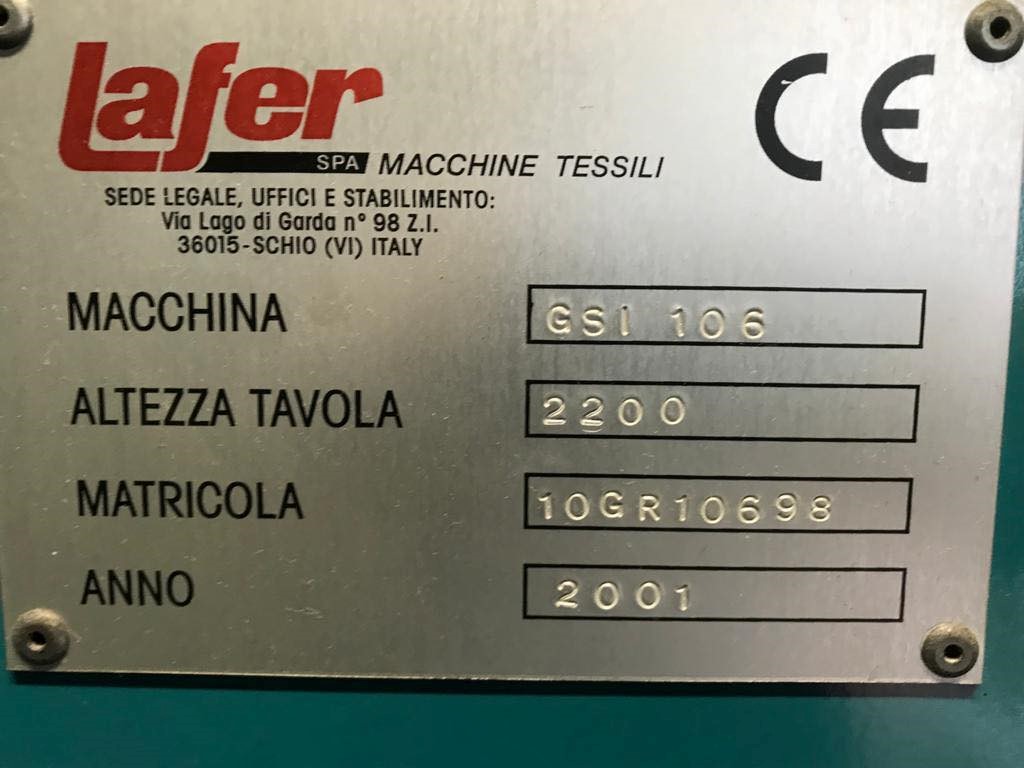 lafer
SPA MACCHINE TESSILI
CE
SEDE LEGALE, UFFICI E STABILIMENTO:
Via Lago di Garda n° 98 Z.I.
36015-SCHIO (VI) ITALY
MACCHINA GSI 106
ALTEZZA TAVOLA 2200
MATRICOLA 10GR10698
ANNO 2001